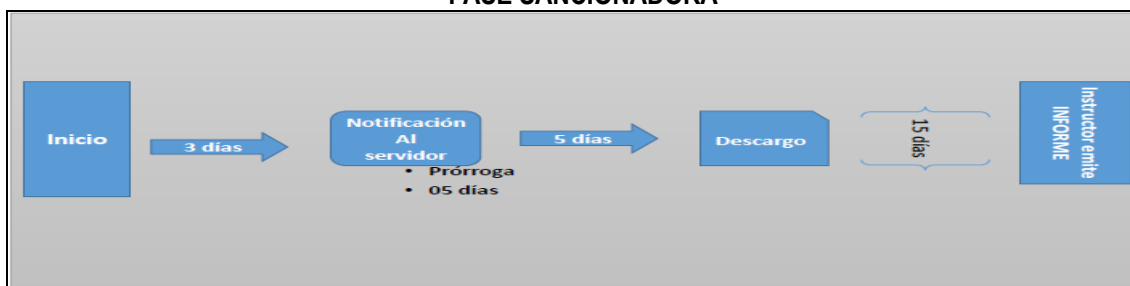 FASE SANCIONADORA
Inicio
3 días
Notificación
Al
servidor
• Prórroga
• 05 días
5 días
Descargo
15 días
Instructor emite
INFORME